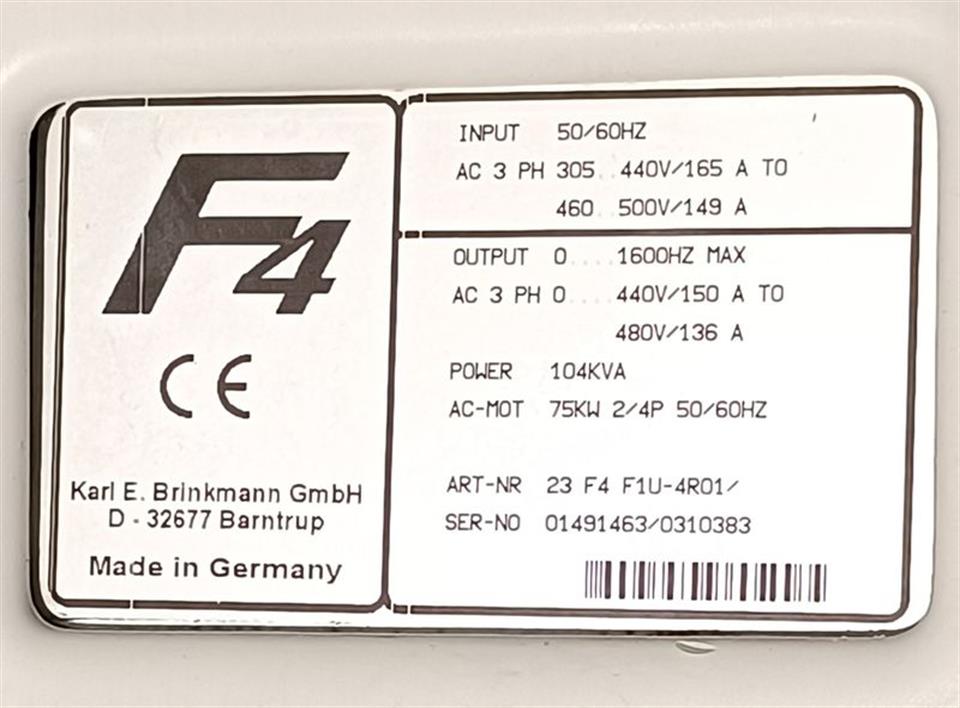 F4
CE
Karl E. Brinkmann GmbH
D - 32677 Barntrup
Made in Germany
INPUT 50/60HZ
AC 3 PH 305..440V/165 A TO
460..500V/149 A
OUTPUT 0....1600HZ MAX
AC 3 PH 0....440V/150 A TO
480V/136 A
POWER 104KVA
AC-MOT 75KW 2/4P 50/60HZ
ART-NR 23 F4 F1U-4R01/
SER-NO 01491463/0310383